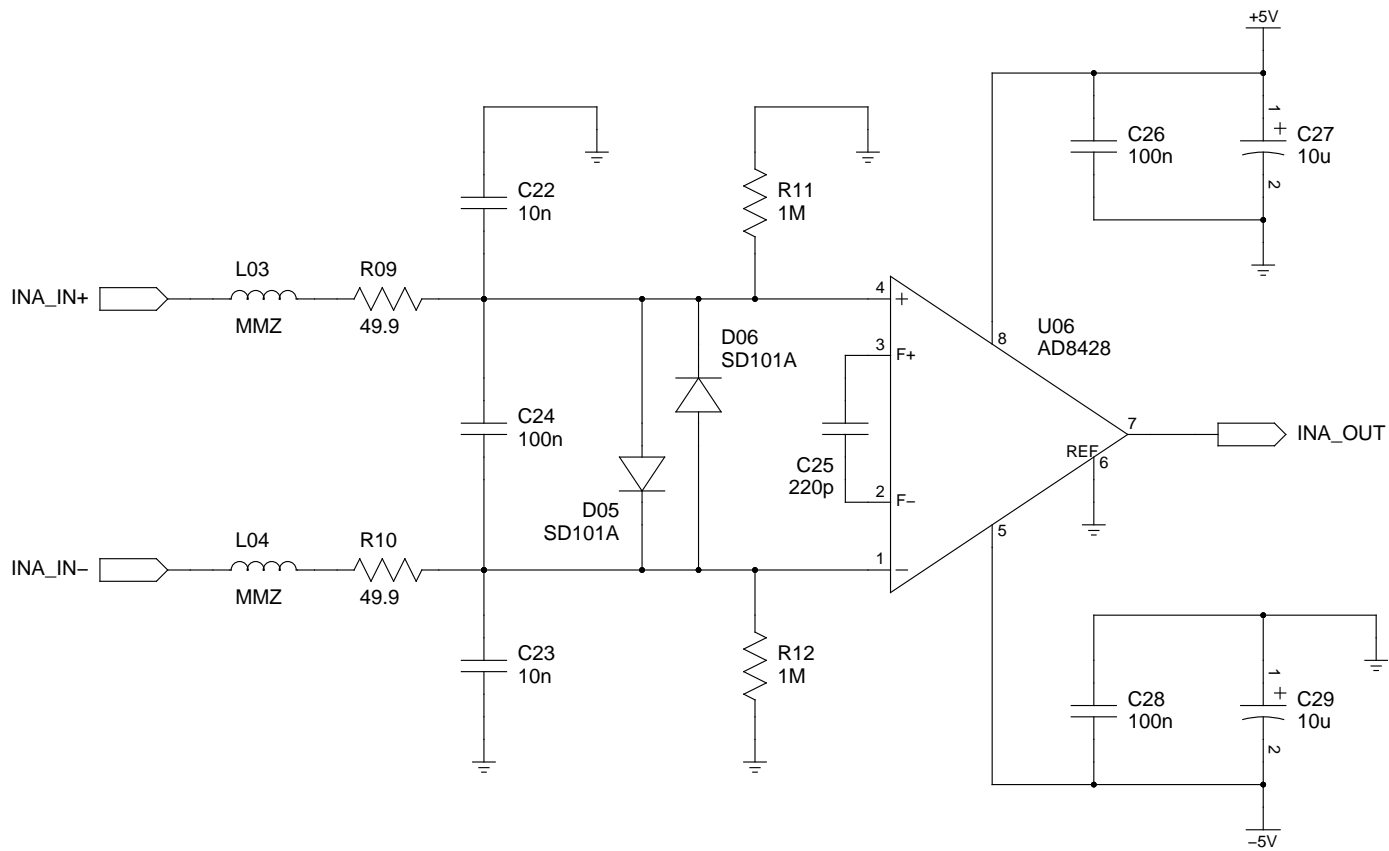 +5V
1
+
C26
100n
C27
10u
2
C22
10n
R11
1M
L03
R09
INA_IN+
MMZ
49.9
4
+
D06
SD101A
3
F+
8
U06
AD8428
C24
100n
7
INA_OUT
REF
6
C25
220p
2
F−
D05
SD101A
5
L04
R10
INA_IN−
MMZ
49.9
1
−
C23
10n
R12
1M
1
+
C28
100n
C29
10u
2
−5V